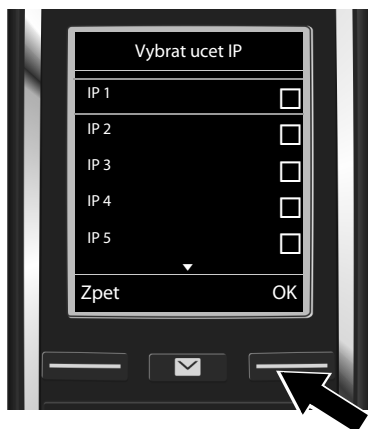 Vybrat ucet IP
IP 1
IP 2
IP 3
IP 4
IP 5
Zpet OK